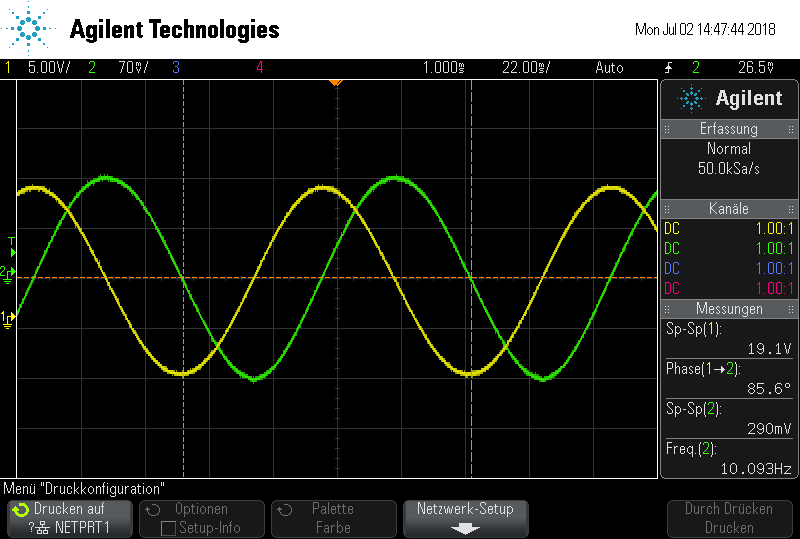 Agilent Technologies
Mon Jul 02 14:47:44 2018
1 5.00V/ 2 70▿/ 3 4 1.000s 22.00s/ Auto 2 26.5▿
Agilent
Erfassung
Normal
50.0kSa/s
Kanäle
DC 1.00:1
DC 1.00:1
DC 1.00:1
DC 1.00:1
Messungen
Sp-Sp(1):
19.1V
Phase(1→2):
85.6°
Sp-Sp(2):
290mV
Freq.(2):
10.093Hz
T
2
1
Menü "Druckkonfiguration"
Drucken auf
?NETPRT1
Optionen
Setup-Info
Palette
Farbe
Netzwerk-Setup
Durch Drücken
Drucken